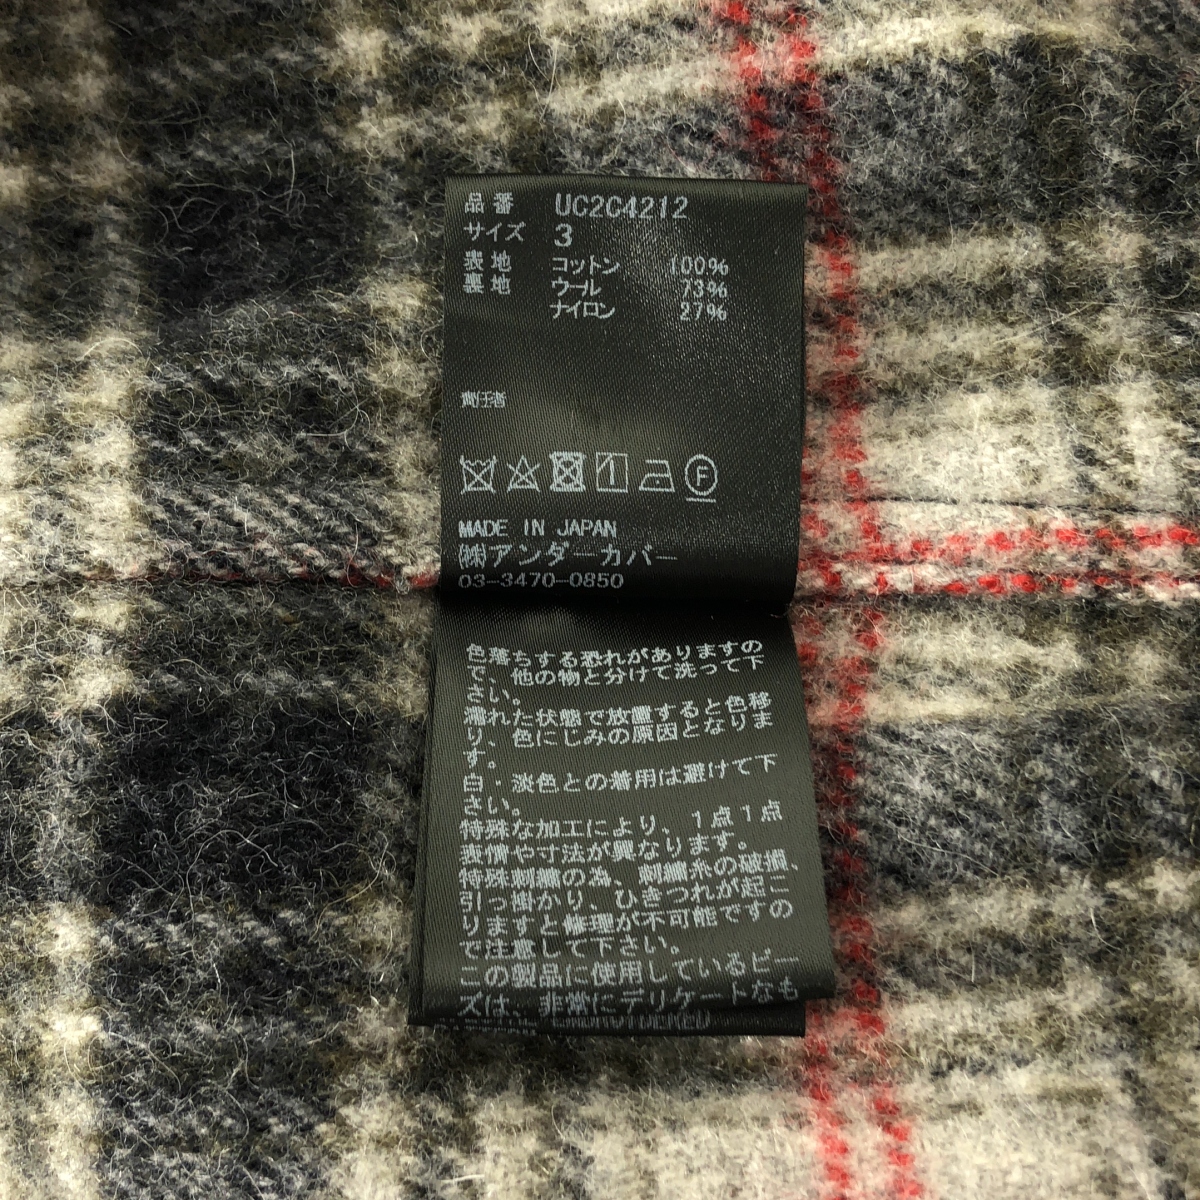 品番 UC2C4212
サイズ 3
表地 コットン 100%
裏地 ウール 73%
ナイロン 27%
責任者
F
MADE IN JAPAN
㈱アンダーカバー
03-3470-0850
色落ちする恐れがありますの
で、他の物と分けて洗って下
さい。
濡れた状態で放置すると色移
り、色にじみの原因となりま
す。
白・淡色との着用は避けて下
さい。
特殊な加工により、1点1点
表情や寸法が異なります。
特殊刺繍の為、刺繍糸の破損、
引っ掛かり、ひきつれが起こ
りますと修理が不可能ですの
で注意して下さい。
この製品に使用しているビー
ズは、非常にデリケートなも